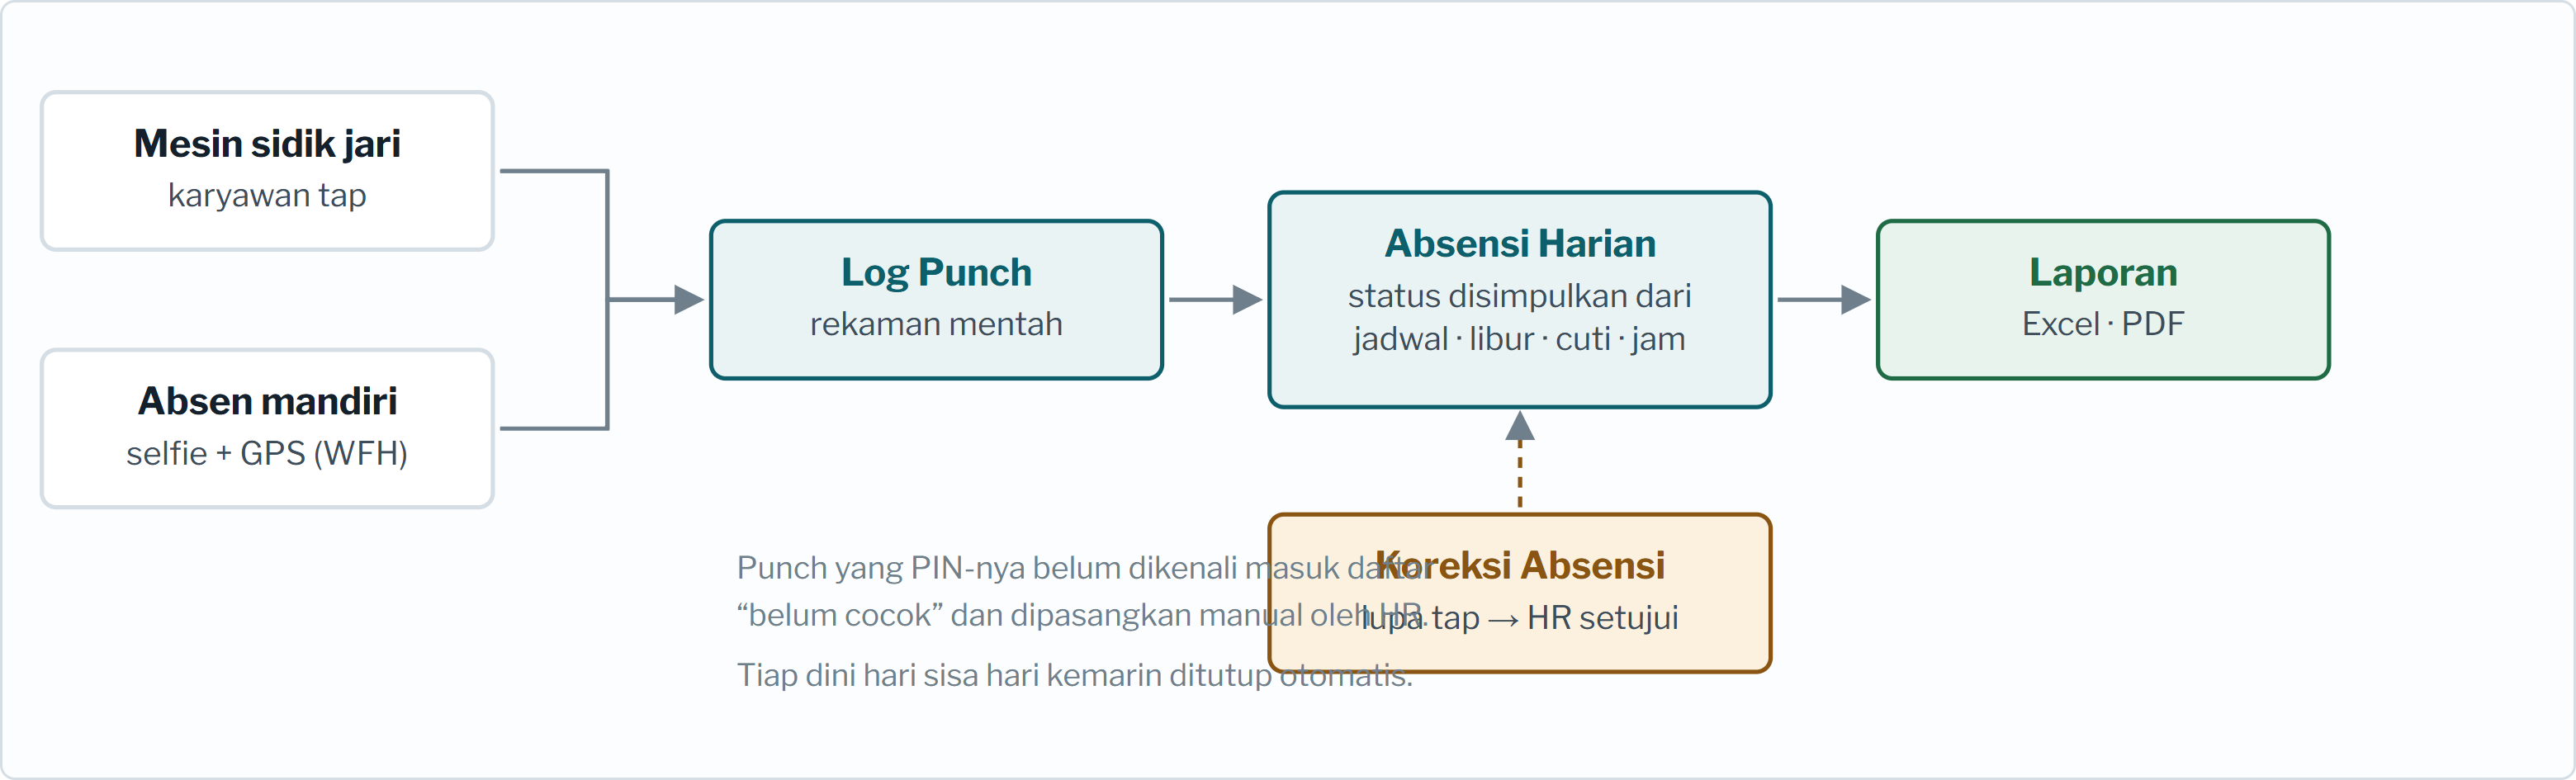 Mesin sidik jari
karyawan tap
Absen mandiri
selfie + GPS (WFH)
Log Punch
rekaman mentah
Absensi Harian
status disimpulkan dari
jadwal · libur · cuti · jam
Laporan
Excel · PDF
Koreksi Absensi
lupa tap → HR setujui
Punch yang PIN-nya belum dikenali masuk daftar
“belum cocok” dan dipasangkan manual oleh HR.
Tiap dini hari sisa hari kemarin ditutup otomatis.